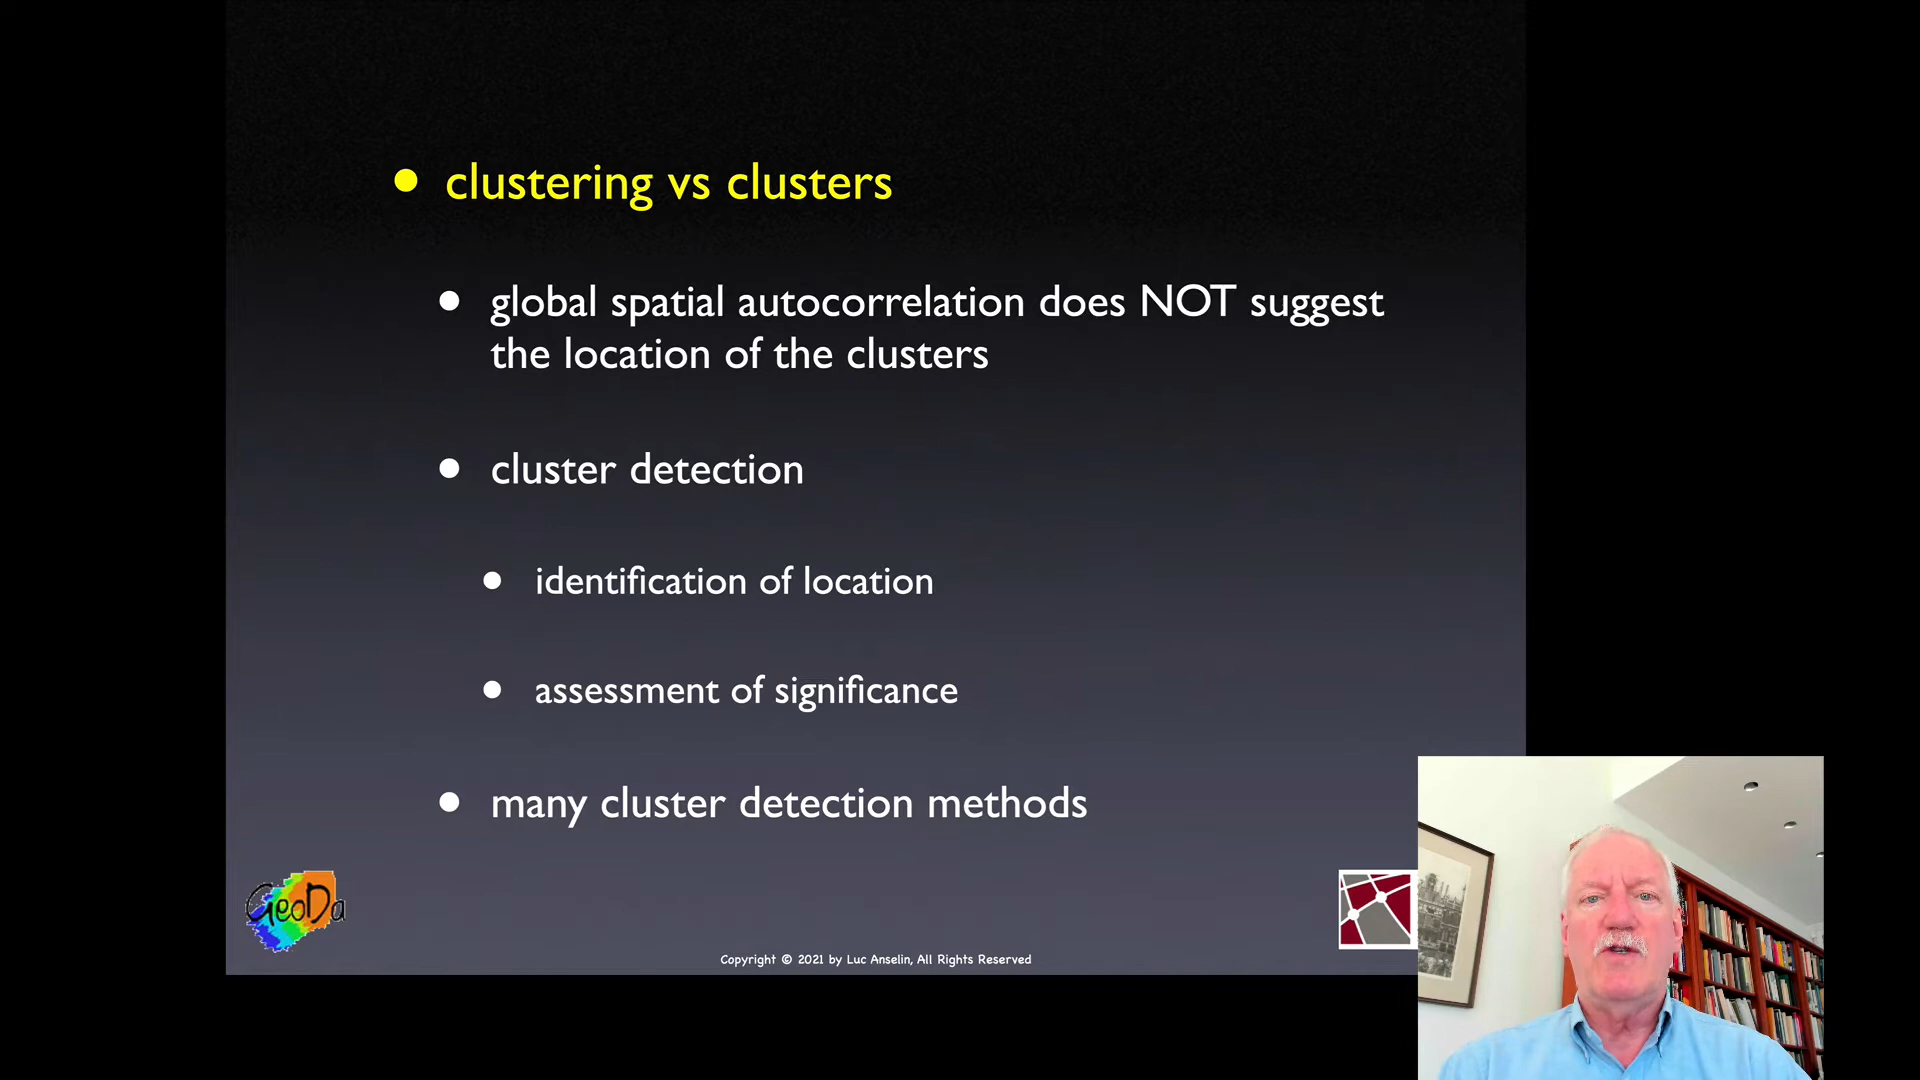 clustering vs clusters
global spatial autocorrelation does NOT suggest
the location of the clusters
cluster detection
identification of location
assessment of significance
many cluster detection methods
GeoDa
Copyright © 2021 by Luc Anselin, All Rights Reserved